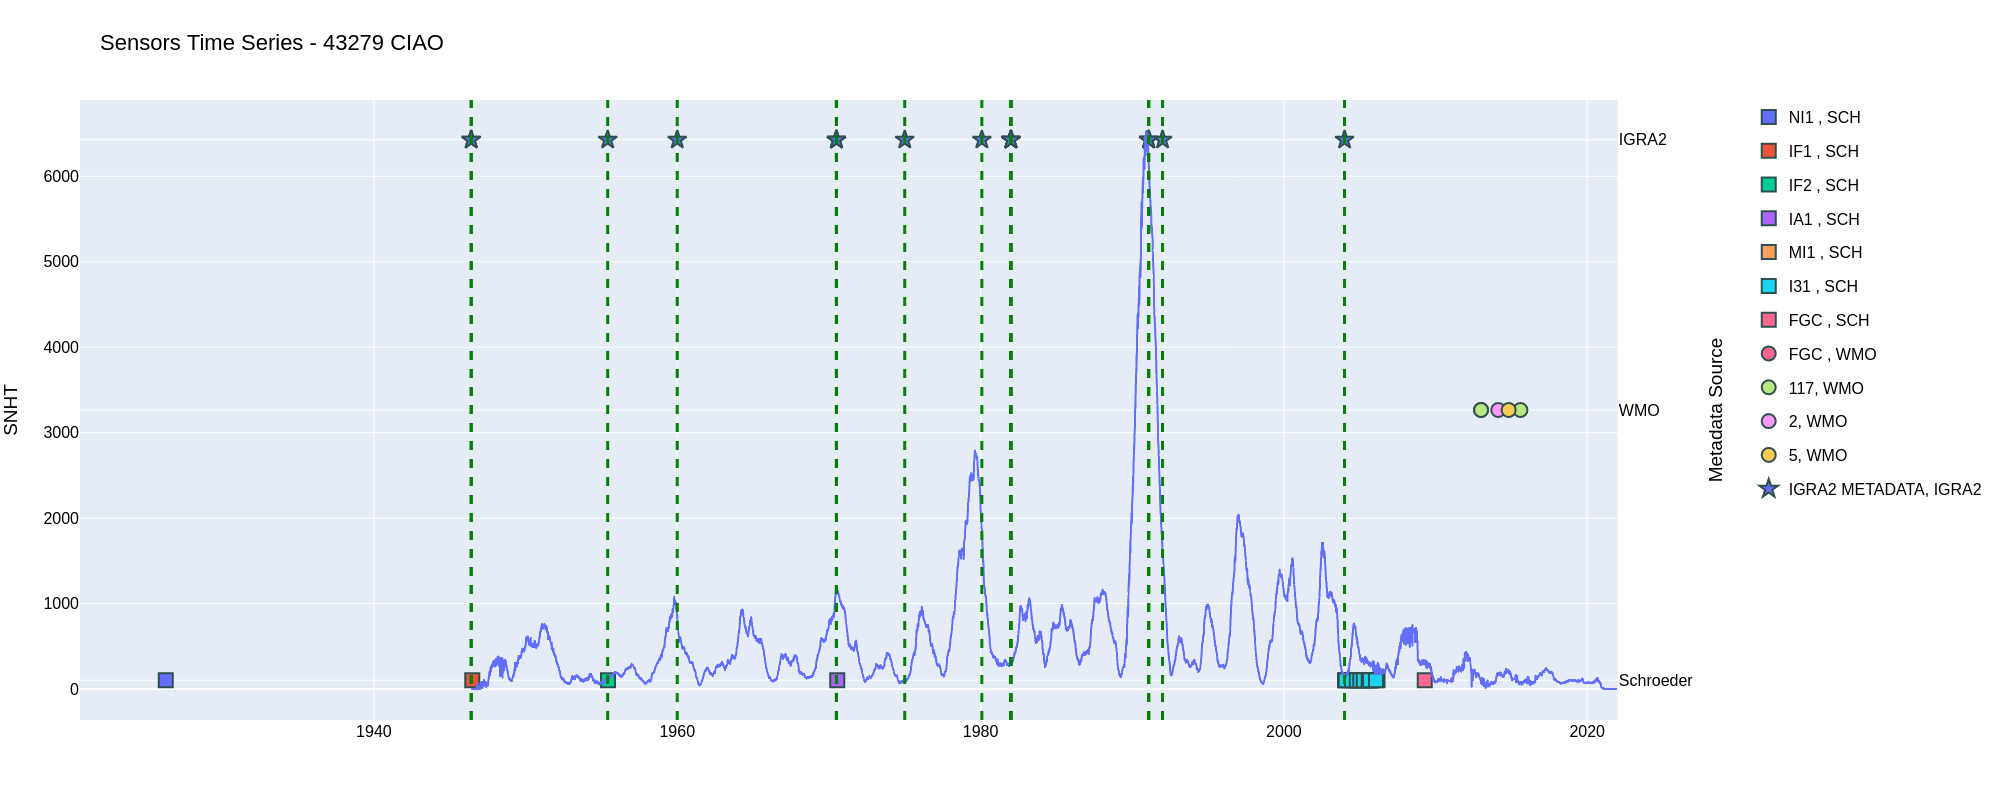 Sensors Time Series - 43279 CIAO
SNHT
6000
5000
4000
3000
2000
1000
0
1940
1960
1980
2000
2020
IGRA2
WMO
Schroeder
Metadata Source
NI1 , SCH
IF1 , SCH
IF2 , SCH
IA1 , SCH
MI1 , SCH
I31 , SCH
FGC , SCH
FGC , WMO
117, WMO
2, WMO
5, WMO
IGRA2 METADATA, IGRA2